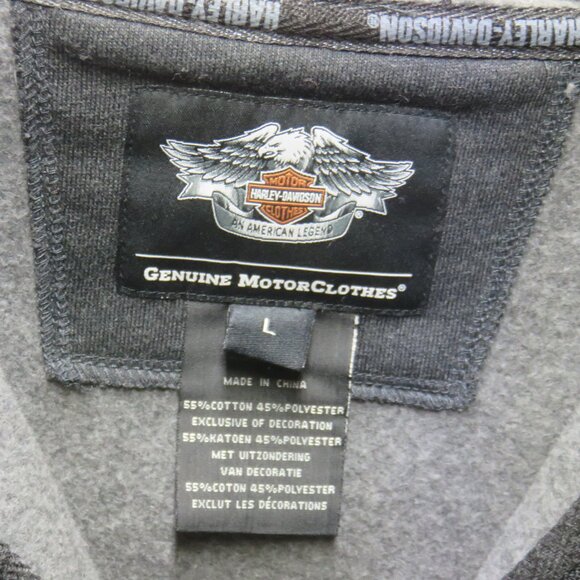 HARLEY-DAVIDSON
HARLEY-DAVIDSON®
MOTOR
HARLEY-DAVIDSON
CLOTHES
AN AMERICAN LEGEND
®
GENUINE MOTORCLOTHES®
L
MADE IN CHINA
55%COTTON 45%POLYESTER
EXCLUSIVE OF DECORATION
55%KATOEN 45%POLYESTER
MET UITZONDERING
VAN DECORATIE
55%COTON 45%POLYESTER
EXCLUT LES DÉCORATIONS